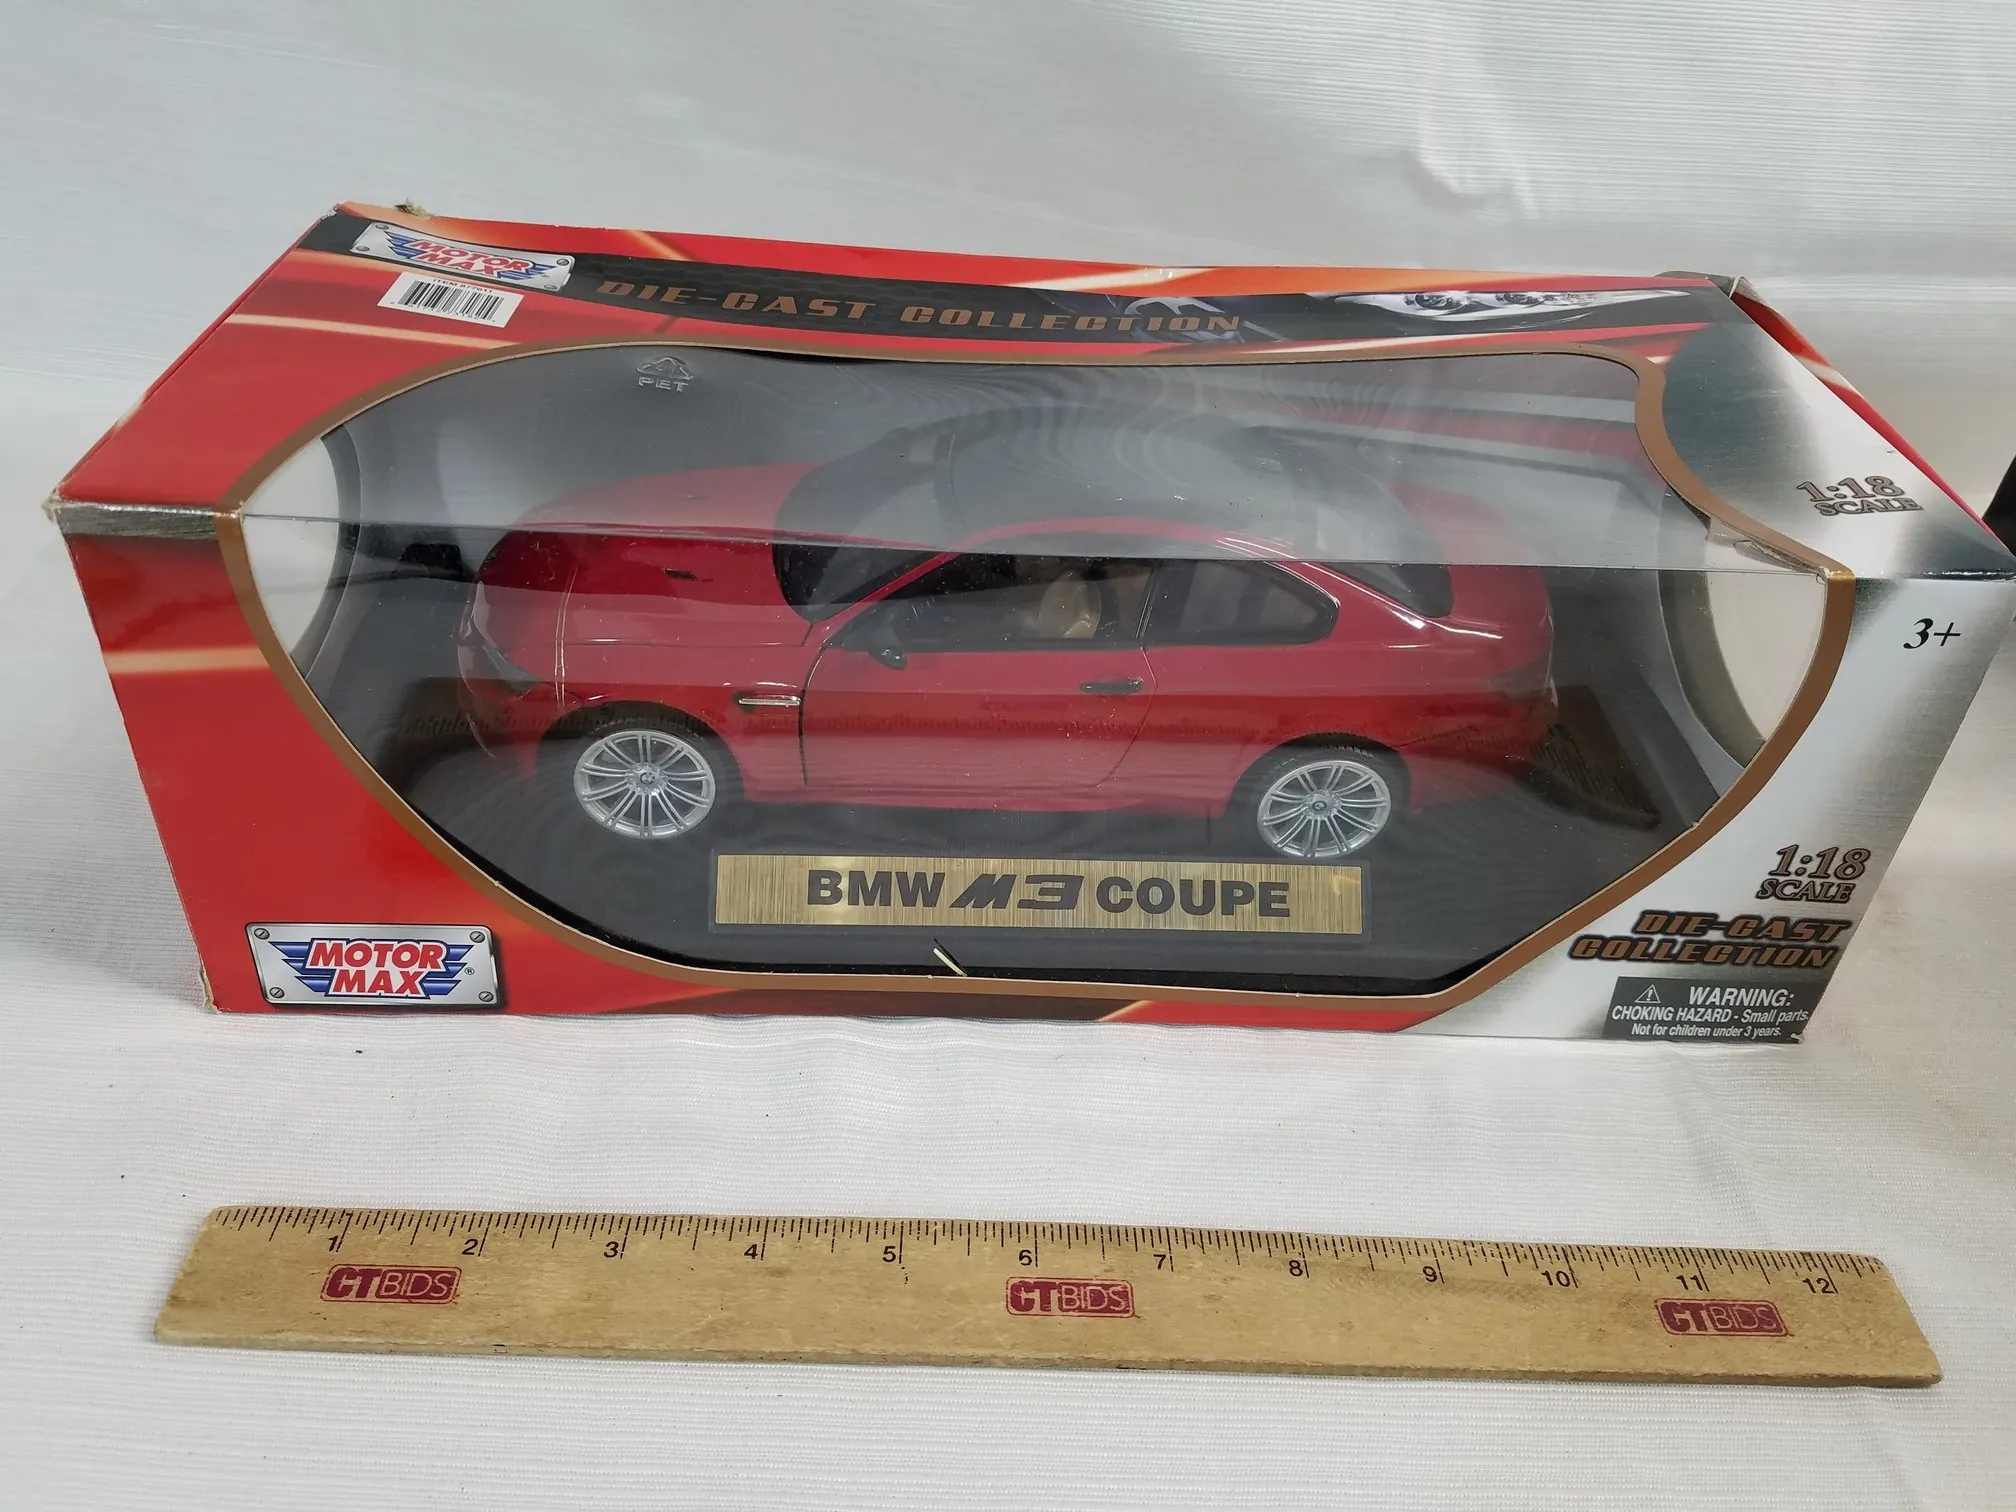 MOTOR
MAX
DIE-CAST COLLECTION
PET
1:18
SCALE
3+
BMW M3 COUPE
MOTOR
MAX
®
1:18
SCALE
DIE-CAST
COLLECTION
WARNING:
CHOKING HAZARD - Small parts.
Not for children under 3 years.
1 2 3 4 5 6 7 8 9 10 11 12
CTBIDS
CTBIDS
CTBIDS